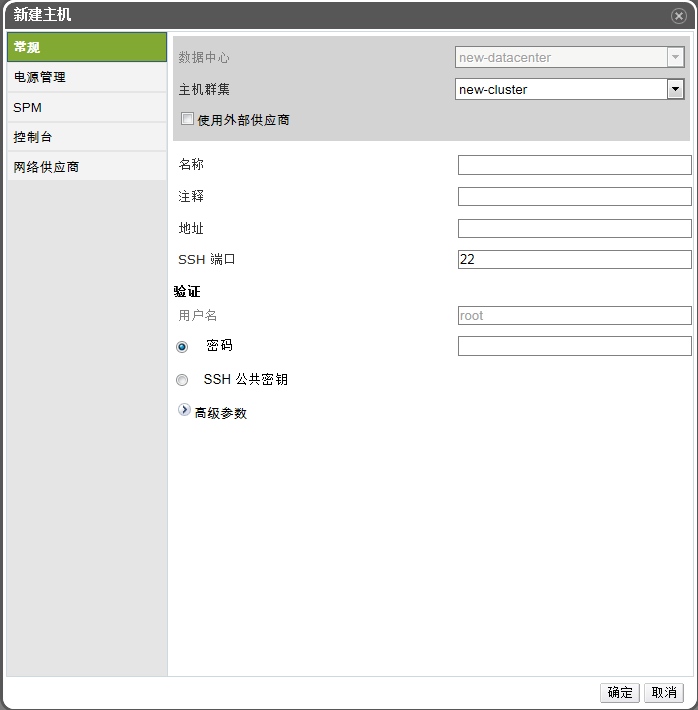 新建主机
常规
电源管理
SPM
控制台
网络供应商
数据中心 new-datacenter
主机群集 new-cluster
使用外部供应商
名称
注释
地址
SSH 端口 22
验证
用户名 root
密码
SSH 公共密钥
高级参数
确定 取消